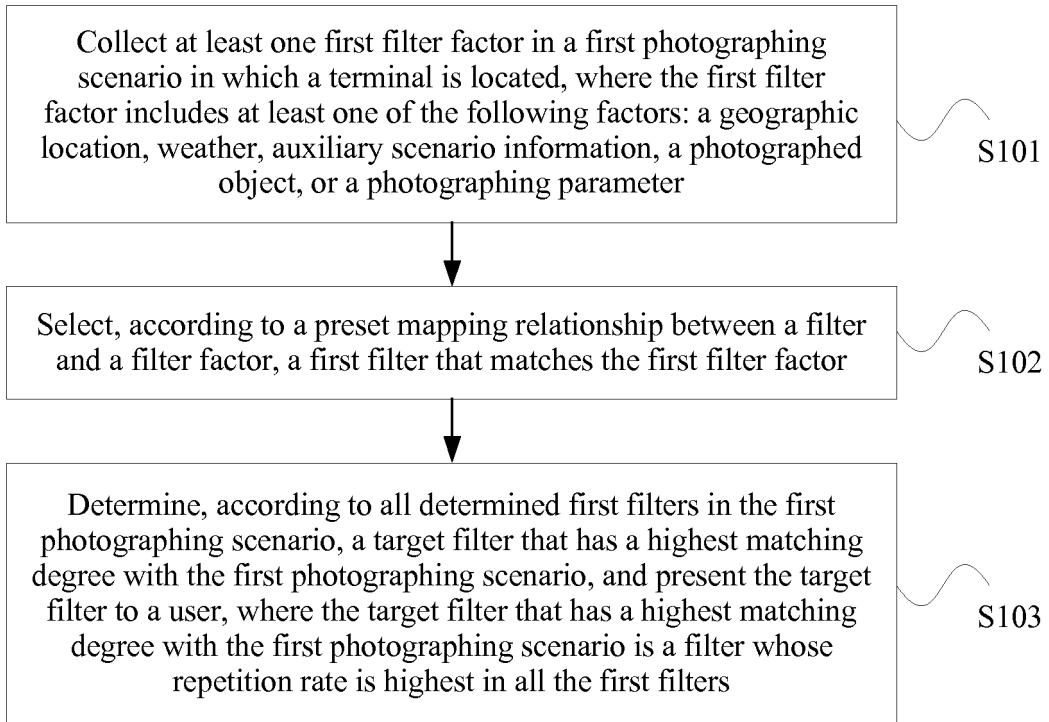 Collect at least one first filter factor in a first photographing
scenario in which a terminal is located, where the first filter
factor includes at least one of the following factors: a geographic
location, weather, auxiliary scenario information, a photographed
object, or a photographing parameter
S101
Select, according to a preset mapping relationship between a filter
and a filter factor, a first filter that matches the first filter factor
S102
Determine, according to all determined first filters in the first
photographing scenario, a target filter that has a highest matching
degree with the first photographing scenario, and present the target
filter to a user, where the target filter that has a highest matching
degree with the first photographing scenario is a filter whose
repetition rate is highest in all the first filters
S103